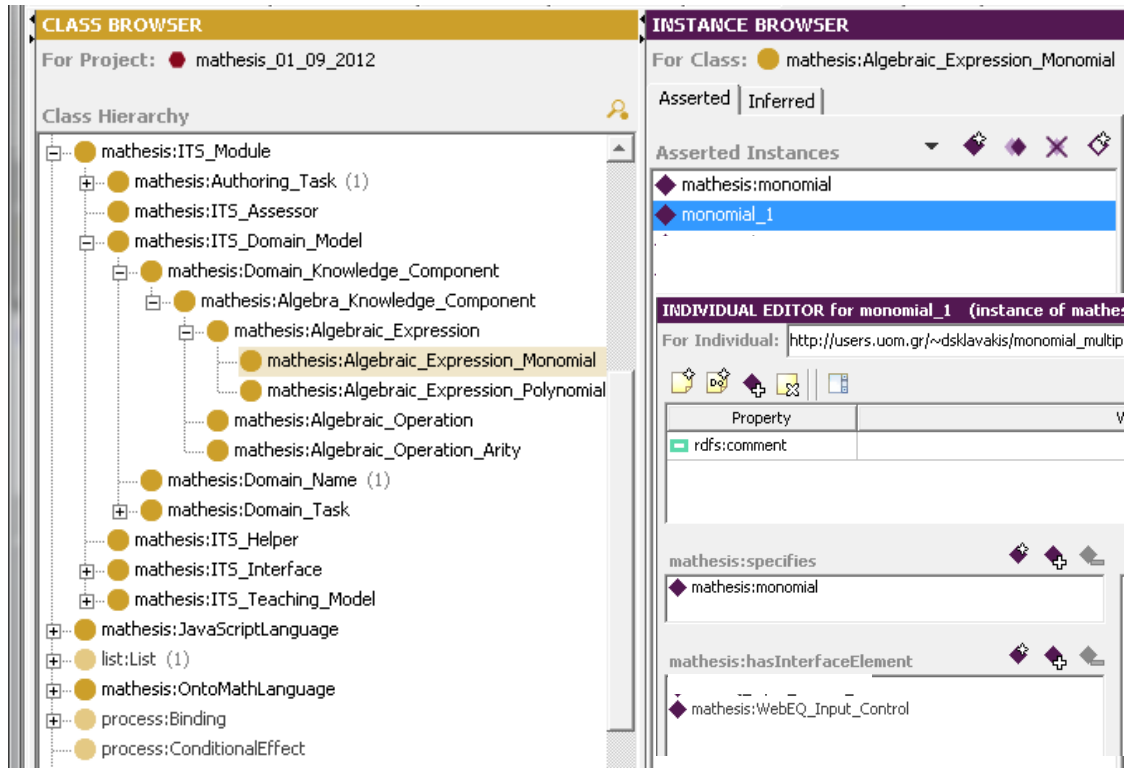 CLASS BROWSER
For Project: mathesis_01_09_2012
Class Hierarchy
mathesis:ITS_Module
mathesis:Authoring_Task (1)
mathesis:ITS_Assessor
mathesis:ITS_Domain_Model
mathesis:Domain_Knowledge_Component
mathesis:Algebra_Knowledge_Component
mathesis:Algebraic_Expression
mathesis:Algebraic_Expression_Monomial
mathesis:Algebraic_Expression_Polynomial
mathesis:Algebraic_Operation
mathesis:Algebraic_Operation_Arity
mathesis:Domain_Name (1)
mathesis:Domain_Task
mathesis:ITS_Helper
mathesis:ITS_Interface
mathesis:ITS_Teaching_Model
mathesis:JavaScriptLanguage
list:List (1)
mathesis:OntoMathLanguage
process:Binding
process:ConditionalEffect
INSTANCE BROWSER
For Class: mathesis:Algebraic_Expression_Monomial
Asserted Inferred
Asserted Instances
mathesis:monomial
monomial_1
INDIVIDUAL EDITOR for monomial_1 (instance of mathes
For Individual: http://users.uom.gr/~dsklavakis/monomial_multip
Property V
rdfs:comment
mathesis:specifies
mathesis:monomial
mathesis:hasInterfaceElement
mathesis:WebEQ_Input_Control